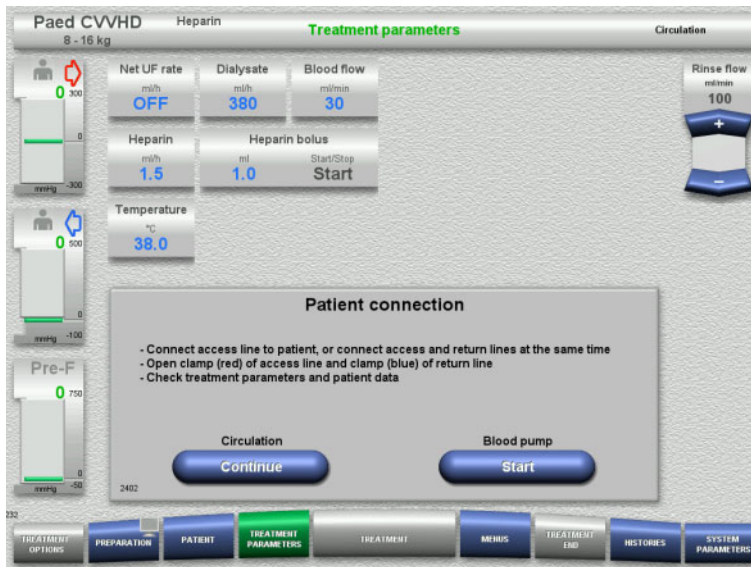 Paed CVVHD Heparin Treatment parameters Circulation
8 - 16 kg
Net UF rate Dialysate Blood flow Rinse flow
ml/h ml/h ml/min ml/min
OFF 380 30 100
0 300
+
0
Heparin Heparin bolus
ml/h ml Start/Stop
1.5 1.0 Start
−
-300
mmHg
Temperature
°C
38.0
0 500
0
-100
mmHg
Patient connection
- Connect access line to patient, or connect access and return lines at the same time
- Open clamp (red) of access line and clamp (blue) of return line
- Check treatment parameters and patient data
Pre-F
0 750
0
-50
mmHg
Circulation Blood pump
Continue Start
2402
232
TREATMENT OPTIONS PREPARATION PATIENT TREATMENT PARAMETERS TREATMENT MENUS TREATMENT END HISTORIES SYSTEM PARAMETERS